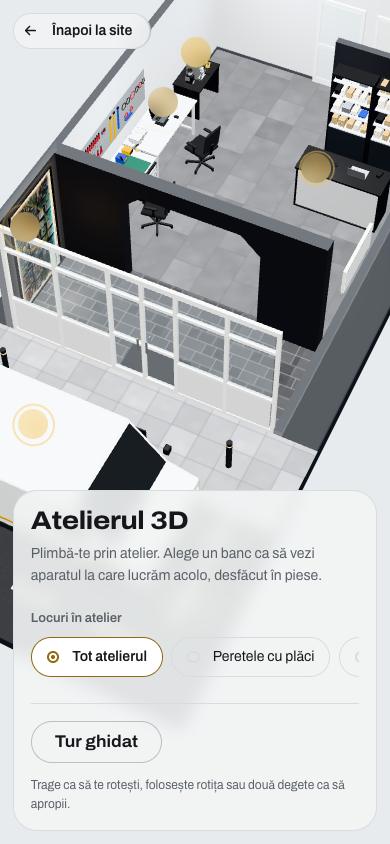 Înapoi la site
Atelierul 3D
Plimbă-te prin atelier. Alege un banc ca să vezi
aparatul la care lucrăm acolo, desfăcut în piese.
Locuri în atelier
Tot atelierul
Peretele cu plăci
Tur ghidat
Trage ca să te rotești, folosește rotița sau două degete ca să
apropii.